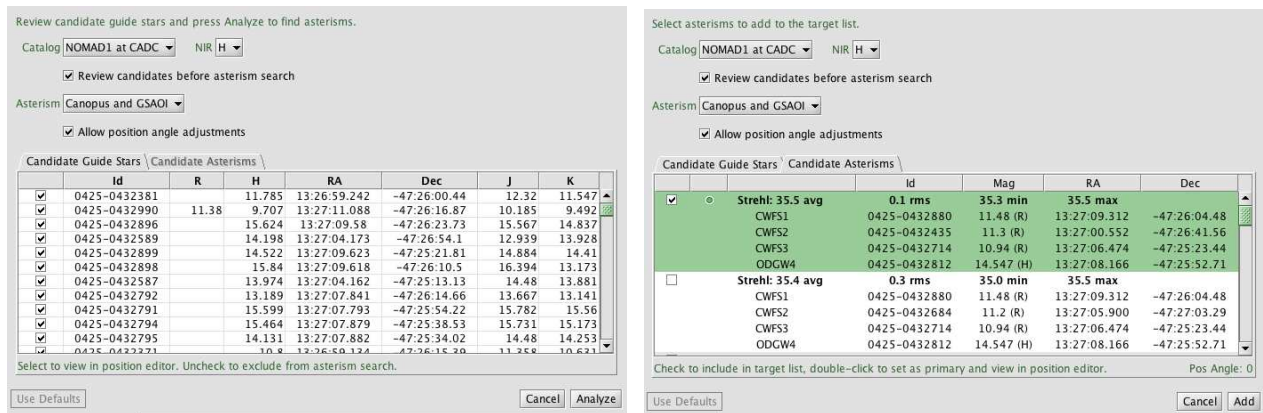 Review candidate guide stars and press Analyze to find asterisms.
Catalog NOMAD1 at CADC NIR H
Review candidates before asterism search
Asterism Canopus and GSAOI
Allow position angle adjustments
Candidate Guide Stars Candidate Asterisms
Id R H RA Dec J K
0425-0432381 11.785 13:26:59.242 -47:26:00.44 12.32 11.547
0425-0432990 11.38 9.707 13:27:11.088 -47:26:16.87 10.185 9.492
0425-0432896 15.624 13:27:09.58 -47:26:23.73 15.567 14.837
0425-0432589 14.198 13:27:04.173 -47:26:54.1 12.939 13.928
0425-0432899 14.522 13:27:09.623 -47:25:21.81 14.884 14.41
0425-0432898 15.84 13:27:09.618 -47:26:10.5 16.394 13.173
0425-0432587 13.974 13:27:04.162 -47:25:13.13 14.48 13.881
0425-0432792 13.189 13:27:07.841 -47:26:14.66 13.667 13.141
0425-0432791 15.599 13:27:07.793 -47:25:54.22 15.782 15.56
0425-0432794 15.464 13:27:07.879 -47:25:38.53 15.731 15.173
0425-0432795 14.131 13:27:07.882 -47:25:34.02 14.48 14.253
0425-0432371 10.8 13:26:59.134 -47:26:15.39 11.358 10.631
Select to view in position editor. Uncheck to exclude from asterism search.
Use Defaults Cancel Analyze
Select asterisms to add to the target list.
Catalog NOMAD1 at CADC NIR H
Review candidates before asterism search
Asterism Canopus and GSAOI
Allow position angle adjustments
Candidate Guide Stars Candidate Asterisms
Id Mag RA Dec
Strehl: 35.5 avg 0.1 rms 35.3 min 35.5 max
CWFS1 0425-0432880 11.48 (R) 13:27:09.312 -47:26:04.48
CWFS2 0425-0432435 11.3 (R) 13:27:00.552 -47:26:41.56
CWFS3 0425-0432714 10.94 (R) 13:27:06.474 -47:25:23.44
ODGW4 0425-0432812 14.547 (H) 13:27:08.166 -47:25:52.71
Strehl: 35.4 avg 0.3 rms 35.0 min 35.5 max
CWFS1 0425-0432880 11.48 (R) 13:27:09.312 -47:26:04.48
CWFS2 0425-0432684 11.2 (R) 13:27:05.900 -47:27:03.29
CWFS3 0425-0432714 10.94 (R) 13:27:06.474 -47:25:23.44
ODGW4 0425-0432812 14.547 (H) 13:27:08.166 -47:25:52.71
Check to include in target list, double-click to set as primary and view in position editor. Pos Angle: 0
Use Defaults Cancel Add